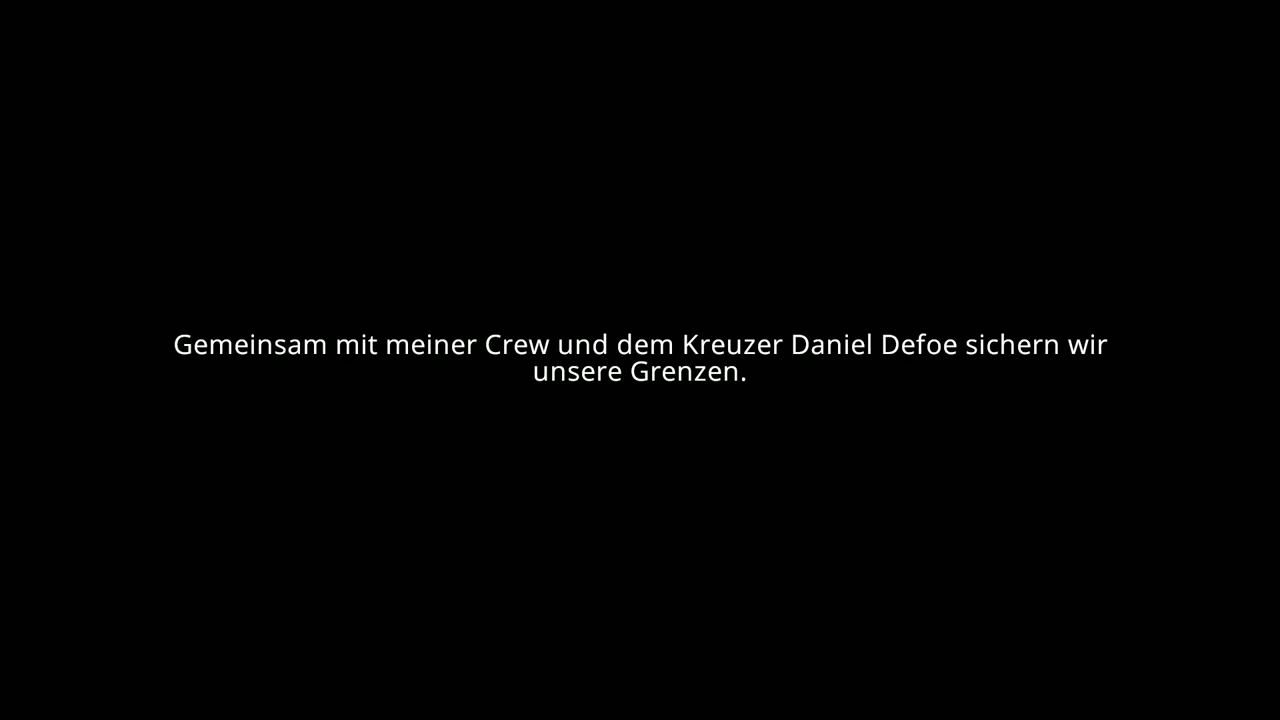 Gemeinsam mit meiner Crew und dem Kreuzer Daniel Defoe sichern wir
unsere Grenzen.